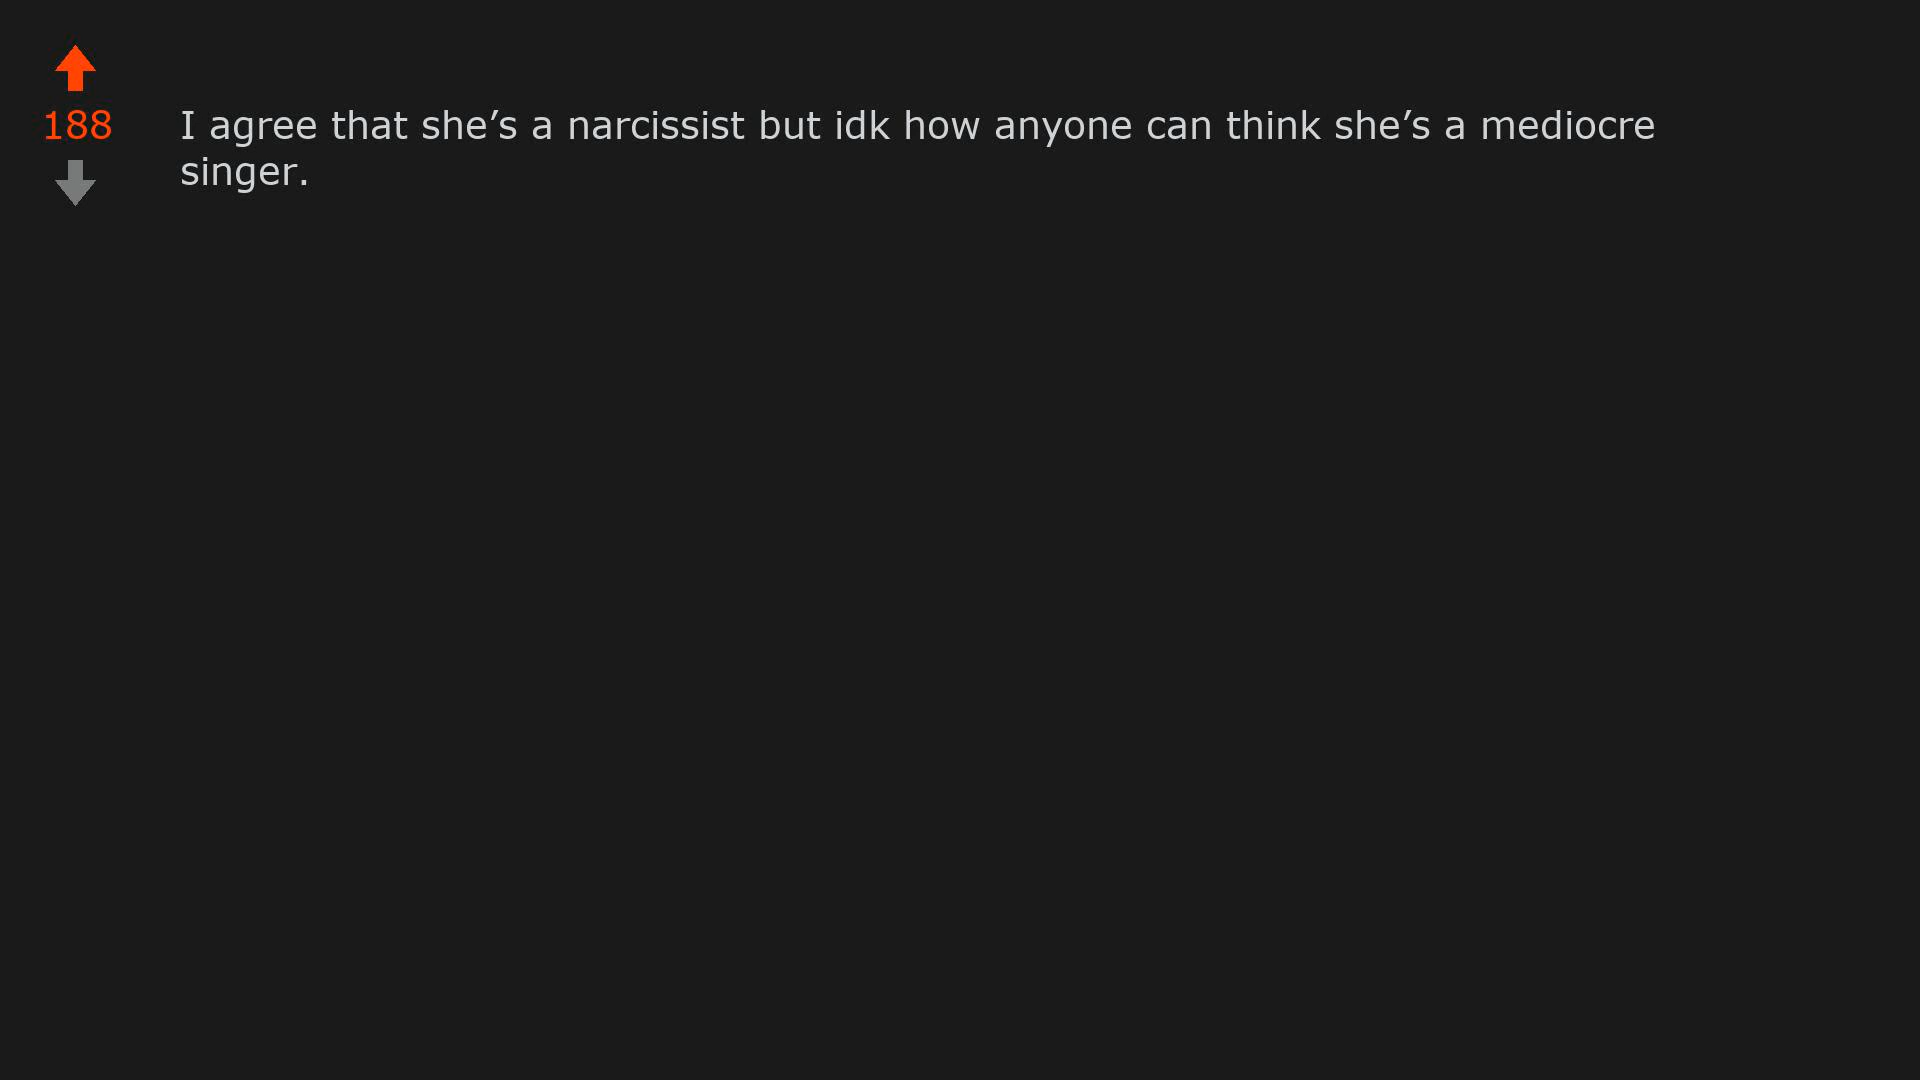 188
I agree that she’s a narcissist but idk how anyone can think she’s a mediocre
singer.